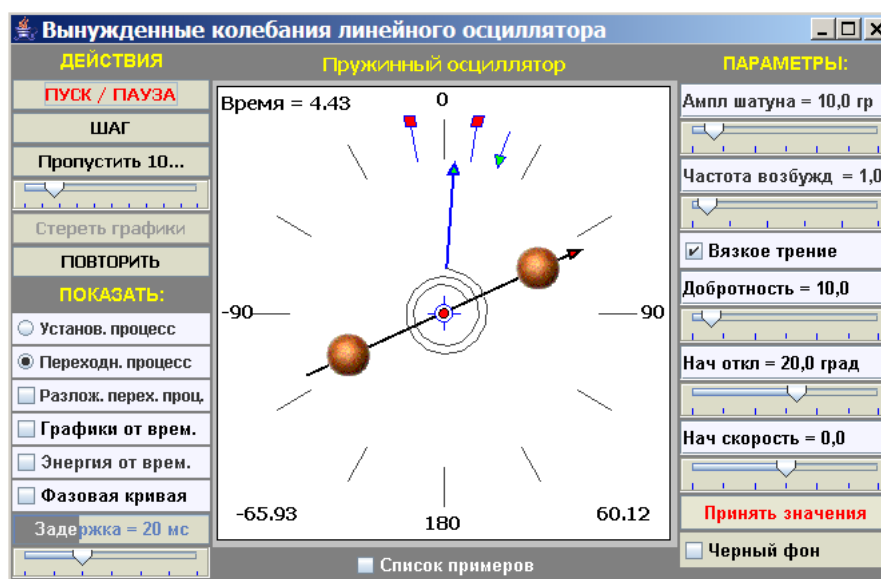 Вынужденные колебания линейного осциллятора
ДЕЙСТВИЯ
ПУСК / ПАУЗА
ШАГ
Пропустить 10...
Стереть графики
ПОВТОРИТЬ
ПОКАЗАТЬ:
Установ. процесс
Переходн. процесс
Разлож. перех. проц.
Графики от врем.
Энергия от врем.
Фазовая кривая
Задержка = 20 мс
Пружинный осциллятор
Время = 4.43
0
-90
90
-65.93
180
60.12
Список примеров
ПАРАМЕТРЫ:
Ампл шатуна = 10,0 гр
Частота возбужд = 1,0
Вязкое трение
Добротность = 10,0
Нач откл = 20,0 град
Нач скорость = 0,0
Принять значения
Черный фон